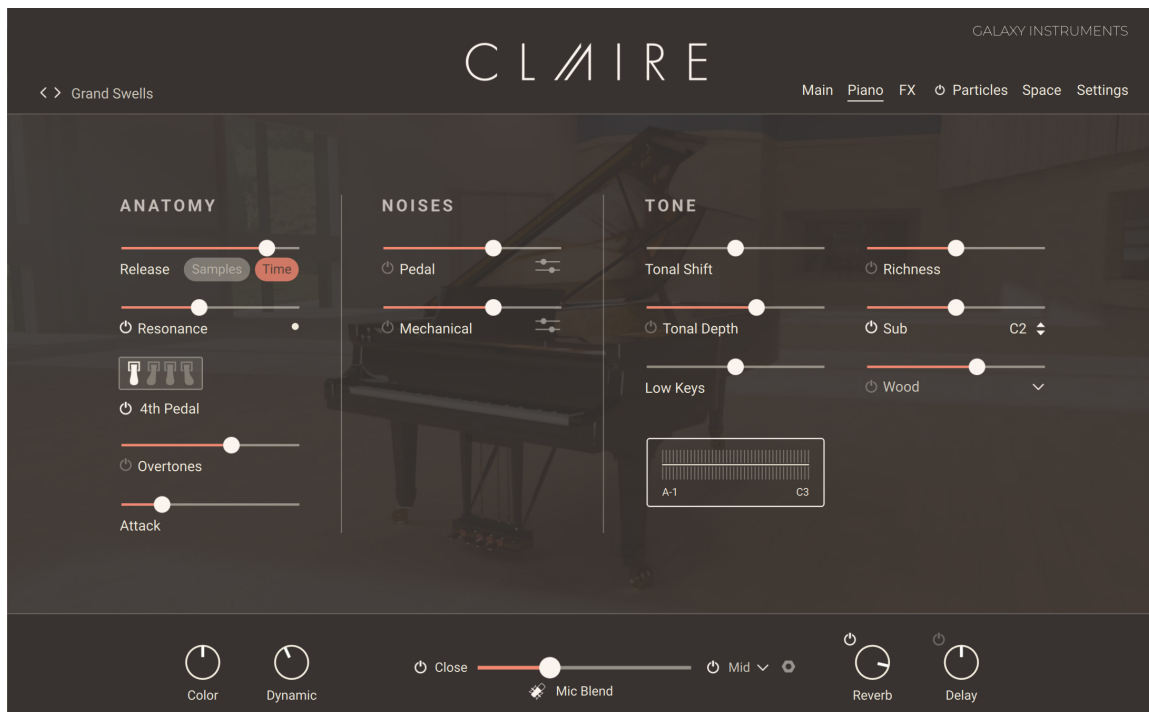 GALAXY INSTRUMENTS
CLAIRE
Grand Swells
Main Piano FX Particles Space Settings
ANATOMY
Release Samples Time
Resonance
4th Pedal
Overtones
Attack
NOISES
Pedal
Mechanical
TONE
Tonal Shift
Richness
Tonal Depth
Sub C2
Low Keys
Wood
A-1 C3
Color
Dynamic
Close
Mid
Mic Blend
Reverb
Delay